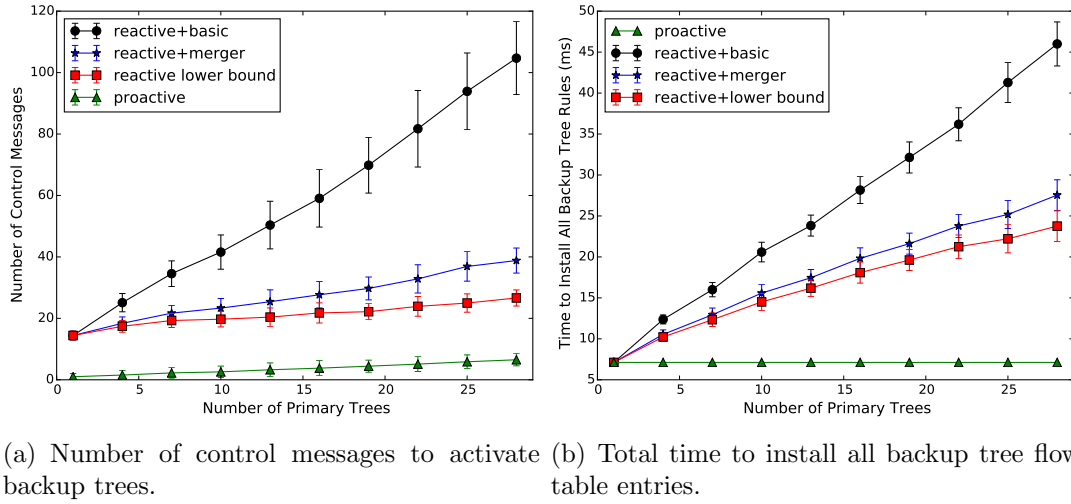 120
100
80
60
40
20
0
Number of Control Messages
reactive+basic
reactive+merger
reactive lower bound
proactive
0 5 10 15 20 25
Number of Primary Trees
50
45
40
35
30
25
20
15
10
5
Time to Install All Backup Tree Rules (ms)
proactive
reactive+basic
reactive+merger
reactive+lower bound
0 5 10 15 20 25
Number of Primary Trees
(a) Number of control messages to activate
backup trees.
(b) Total time to install all backup tree flow
table entries.